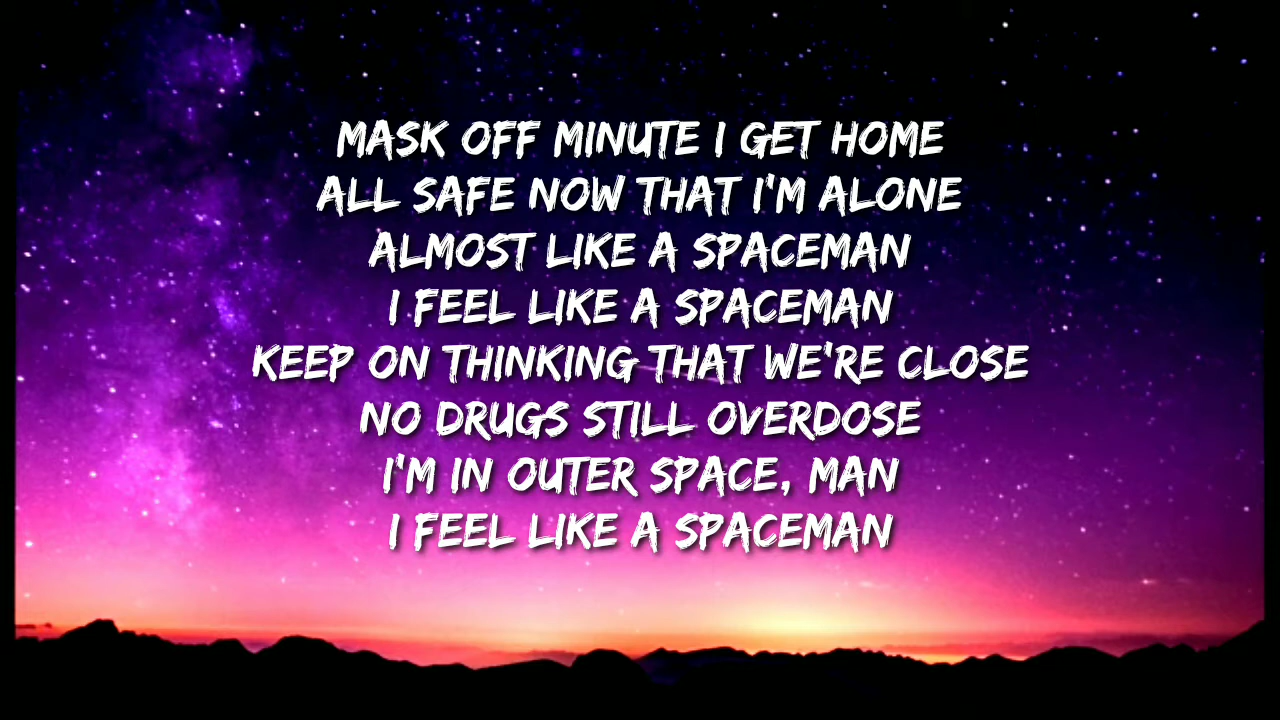 MASK OFF MINUTE I GET HOME
ALL SAFE NOW THAT I'M ALONE
ALMOST LIKE A SPACEMAN
I FEEL LIKE A SPACEMAN
KEEP ON THINKING THAT WE'RE CLOSE
NO DRUGS STILL OVERDOSE
I'M IN OUTER SPACE, MAN
I FEEL LIKE A SPACEMAN